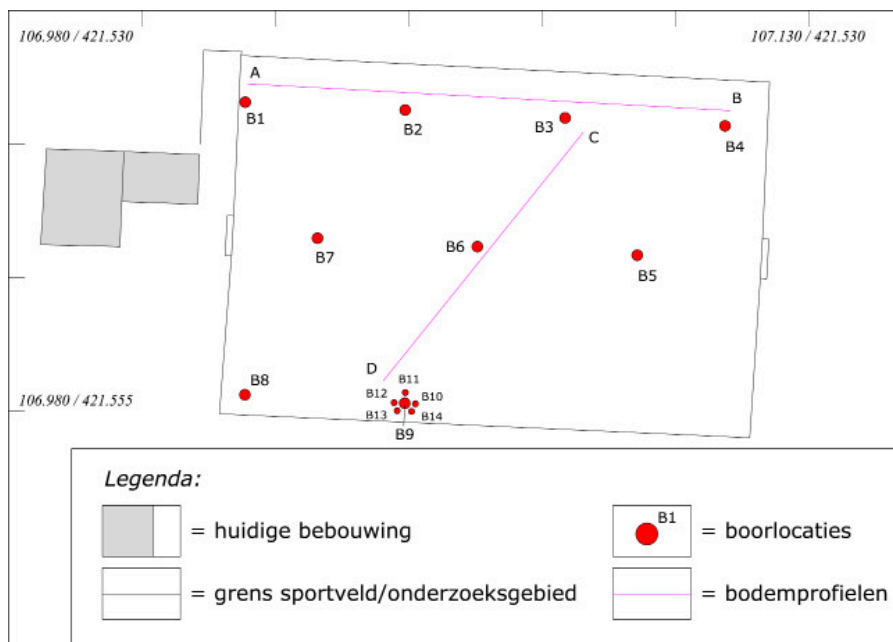 106.980 / 421.530
107.130 / 421.530
A
B
B1
B2
B3
B4
C
B7
B6
B5
D
B11
B8
B12
B10
B13
B14
B9
106.980 / 421.555
Legenda:
= huidige bebouwing
B1
= boorlocaties
= grens sportveld/onderzoeksgebied
= bodemprofielen